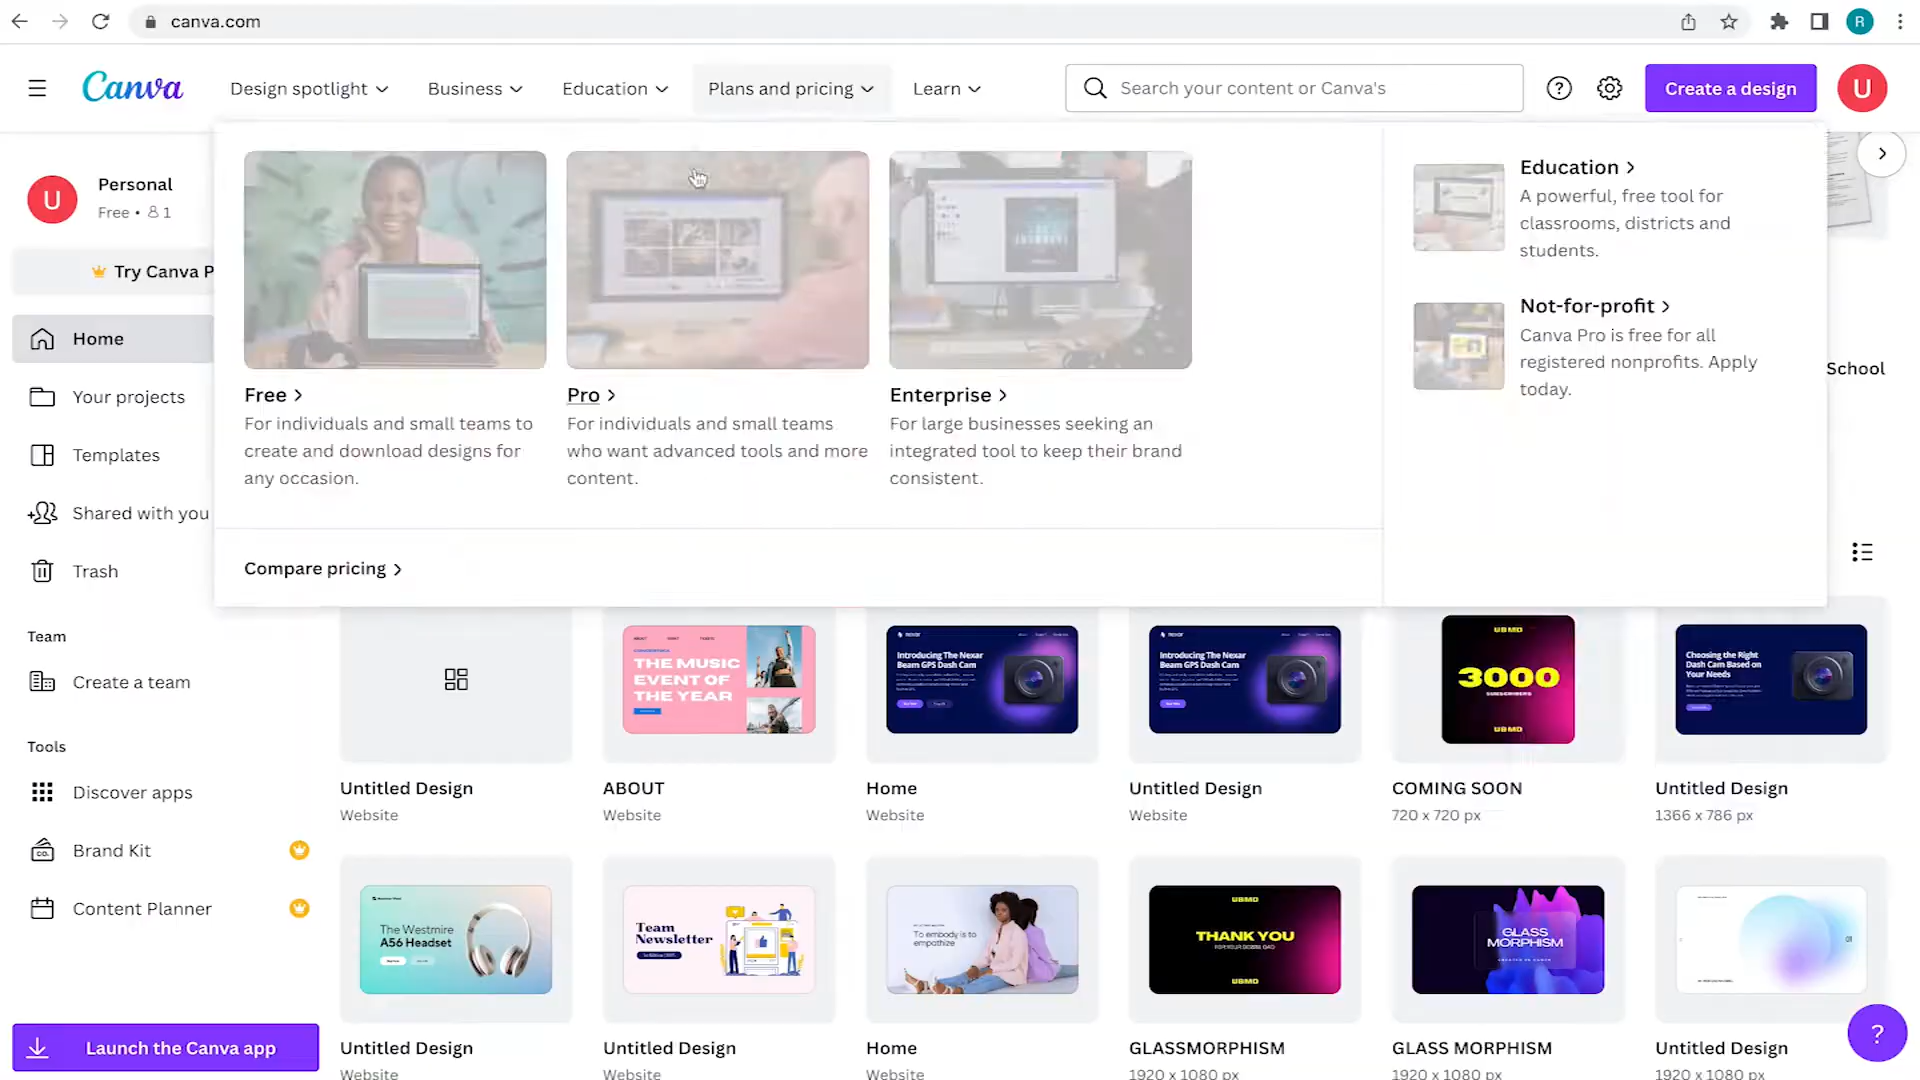 canva.com
R
Canva
Design spotlight
Business
Education
Plans and pricing
Learn
Search your content or Canva's
Create a design
U
U
Personal
Free • 1
Try Canva P
Home
Your projects
Templates
Shared with you
Trash
Team
Create a team
Tools
Discover apps
Brand Kit
Content Planner
Launch the Canva app
Free
For individuals and small teams to
create and download designs for
any occasion.
Pro
For individuals and small teams
who want advanced tools and more
content.
Enterprise
For large businesses seeking an
integrated tool to keep their brand
consistent.
Compare pricing
Education
A powerful, free tool for
classrooms, districts and
students.
Not-for-profit
Canva Pro is free for all
registered nonprofits. Apply
today.
School
THE MUSIC
EVENT OF
THE YEAR
nexar
Introducing The Nexar
Beam GPS Dash Cam
nexar
Introducing The Nexar
Beam GPS Dash Cam
UBMD
3000
SUBSCRIBERS
UBMD
Choosing the Right
Dash Cam Based on
Your Needs
Untitled Design
Website
ABOUT
Website
Home
Website
Untitled Design
Website
COMING SOON
720 x 720 px
Untitled Design
1366 x 786 px
The Westmire
A56 Headset
Team
Newsletter
To embody is to
empathize
UBMD
THANK YOU
UBMD
GLASS
MORPHISM
Untitled Design
Website
Untitled Design
Website
Home
Website
GLASSMORPHISM
1920 x 1080 px
GLASS MORPHISM
1920 x 1080 px
Untitled Design
1920 x 1080 px
?